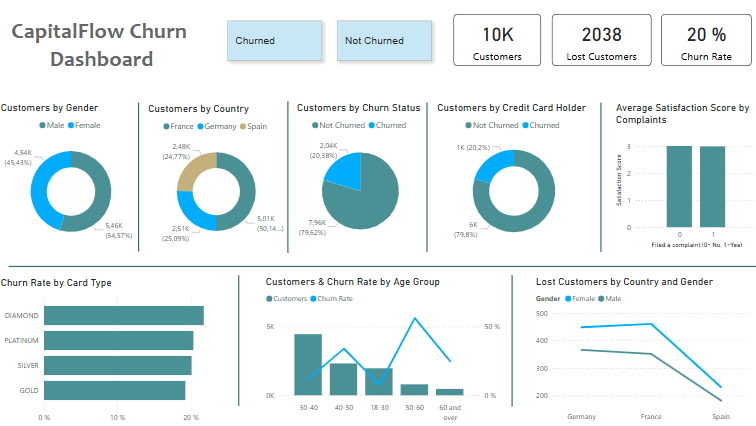 CapitalFlow Churn
Dashboard
Churned
Not Churned
10K
Customers
2038
Lost Customers
20 %
Churn Rate
Customers by Gender
Male Female
4,54K
(45,43%)
5,46K
(54,57%)
Customers by Country
France Germany Spain
2,48K
(24,77%)
2,51K
(25,09%)
5,01K
(50,14...)
Customers by Churn Status
Not Churned Churned
2,04K
(20,38%)
7,96K
(79,62%)
Customers by Credit Card Holder
Not Churned Churned
1K (20,2%)
6K
(79,8%)
Average Satisfaction Score by
Complaints
Satisfaction Score
3
2
1
0
0 1
Filed a complaint (0= No, 1=Yes)
Churn Rate by Card Type
DIAMOND
PLATINUM
SILVER
GOLD
0 % 10 % 20 %
Customers & Churn Rate by Age Group
Customers Churn Rate
5K
0K
50 %
0 %
30-40 40-50 18-30 50-60 60 and
over
Lost Customers by Country and Gender
Gender Female Male
500
400
300
200
Germany France Spain